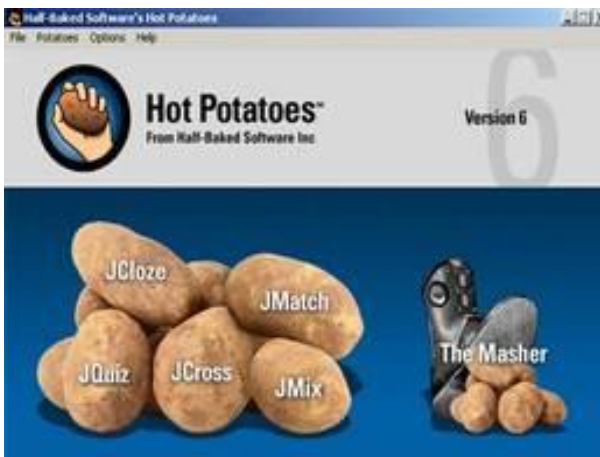 Half-Baked Software's Hot Potatoes
File Potatoes Options Help
6
Hot Potatoes™
From Half-Baked Software Inc
Version 6
JCloze
JMatch
JQuiz
JCross
JMix
The Masher